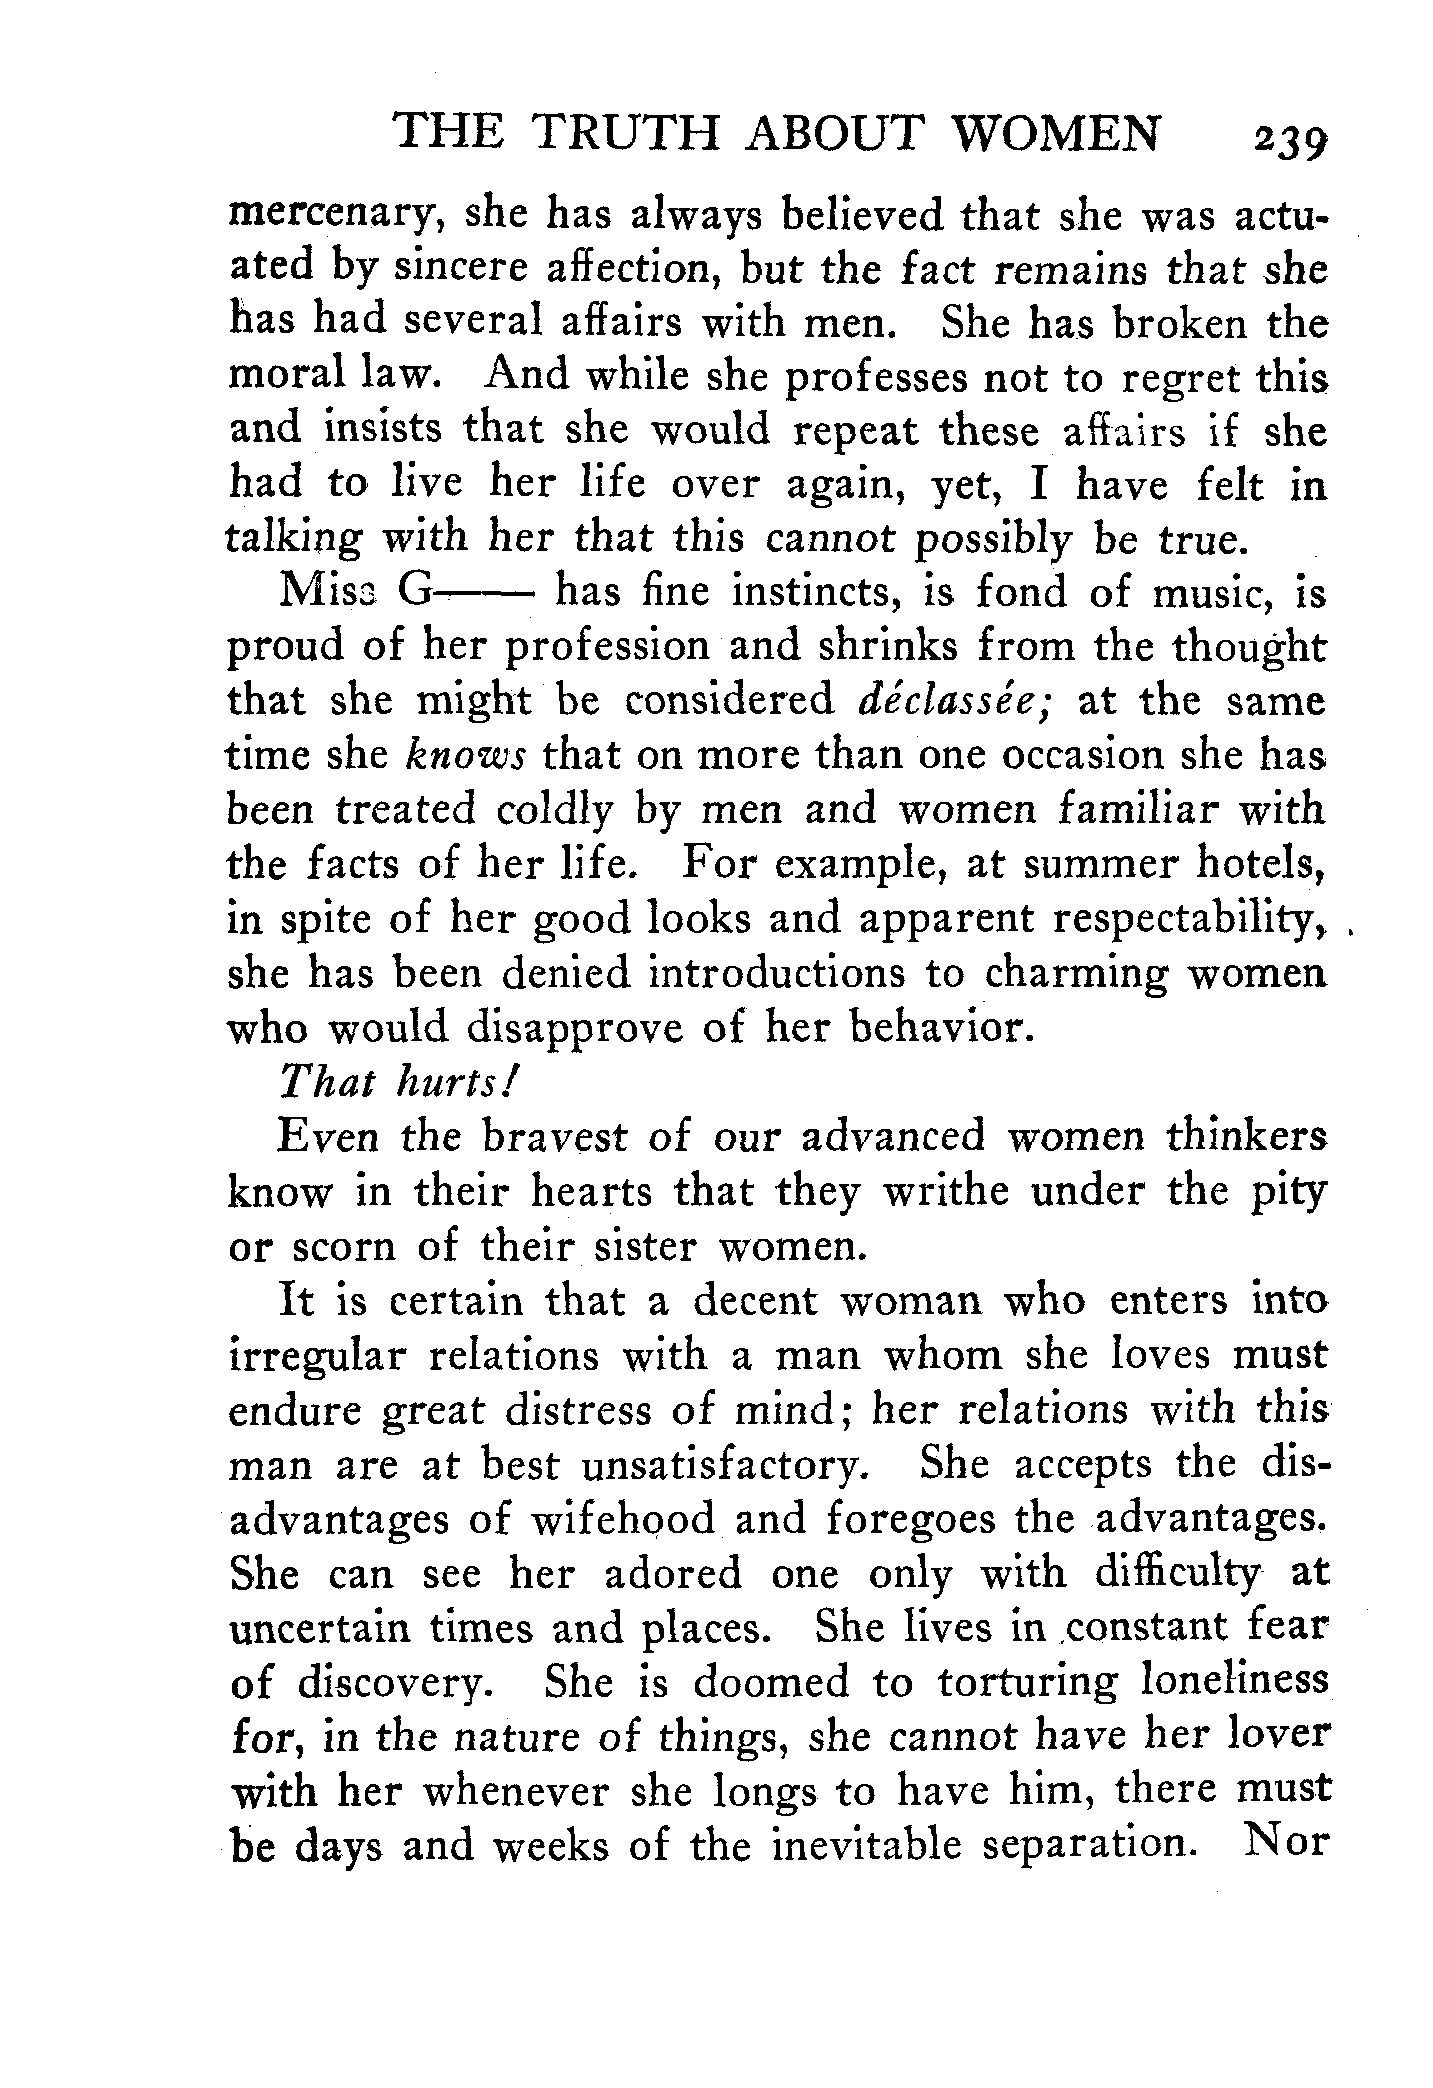 THE TRUTH ABOUT WOMEN 239
mercenary, she has always believed that she was actu-
ated by sincere affection, but the fact remains that she
has had several affairs with men. She has broken the
moral law. And while she professes not to regret this
and insists that she would repeat these affairs if she
had to live her life over again, yet, I have felt in
talking with her that this cannot possibly be true.
Miss G—— has fine instincts, is fond of music, is
proud of her profession and shrinks from the thought
that she might be considered déclassée; at the same
time she knows that on more than one occasion she has
been treated coldly by men and women familiar with
the facts of her life. For example, at summer hotels,
in spite of her good looks and apparent respectability,
she has been denied introductions to charming women
who would disapprove of her behavior.
That hurts!
Even the bravest of our advanced women thinkers
know in their hearts that they writhe under the pity
or scorn of their sister women.
It is certain that a decent woman who enters into
irregular relations with a man whom she loves must
endure great distress of mind; her relations with this
man are at best unsatisfactory. She accepts the dis-
advantages of wifehood and foregoes the advantages.
She can see her adored one only with difficulty at
uncertain times and places. She lives in constant fear
of discovery. She is doomed to torturing loneliness
for, in the nature of things, she cannot have her lover
with her whenever she longs to have him, there must
be days and weeks of the inevitable separation. Nor